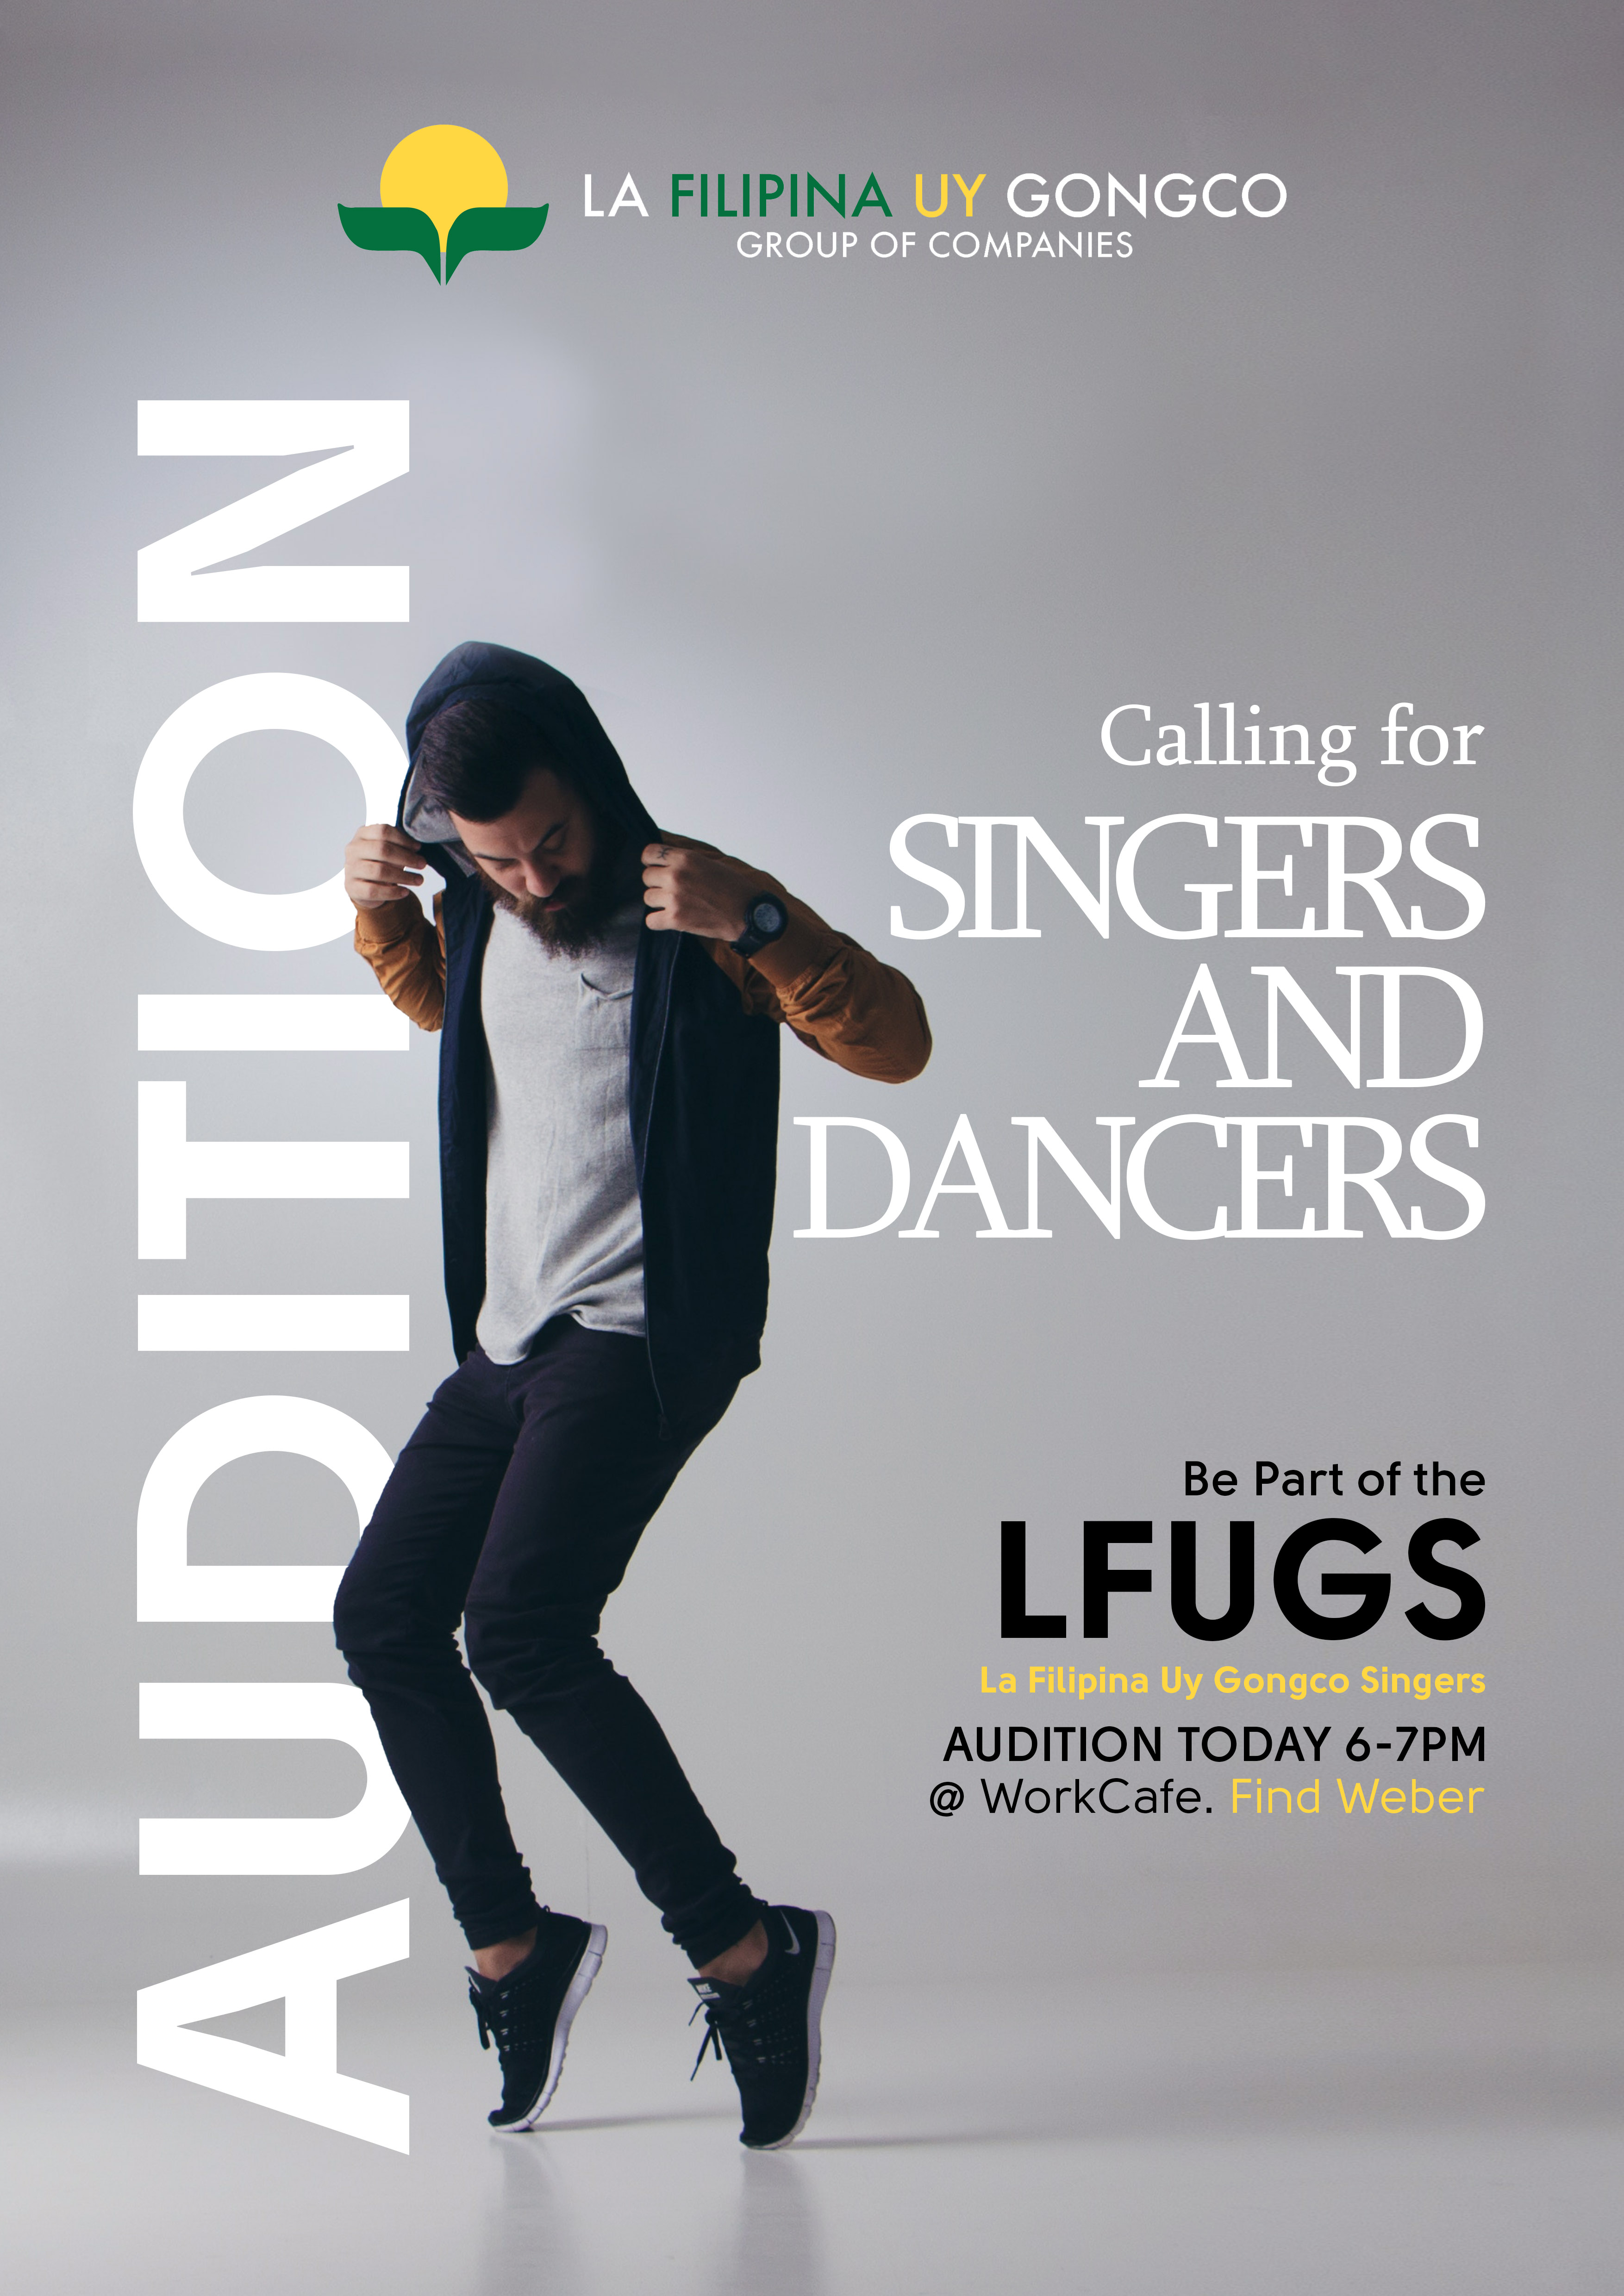 LA FILIPINA UY GONGCO
GROUP OF COMPANIES
AUDITION
Calling for
SINGERS
AND
DANCERS
Be Part of the
LFUGS
La Filipina Uy Gongco Singers
AUDITION TODAY 6-7PM
@ WorkCafe. Find Weber